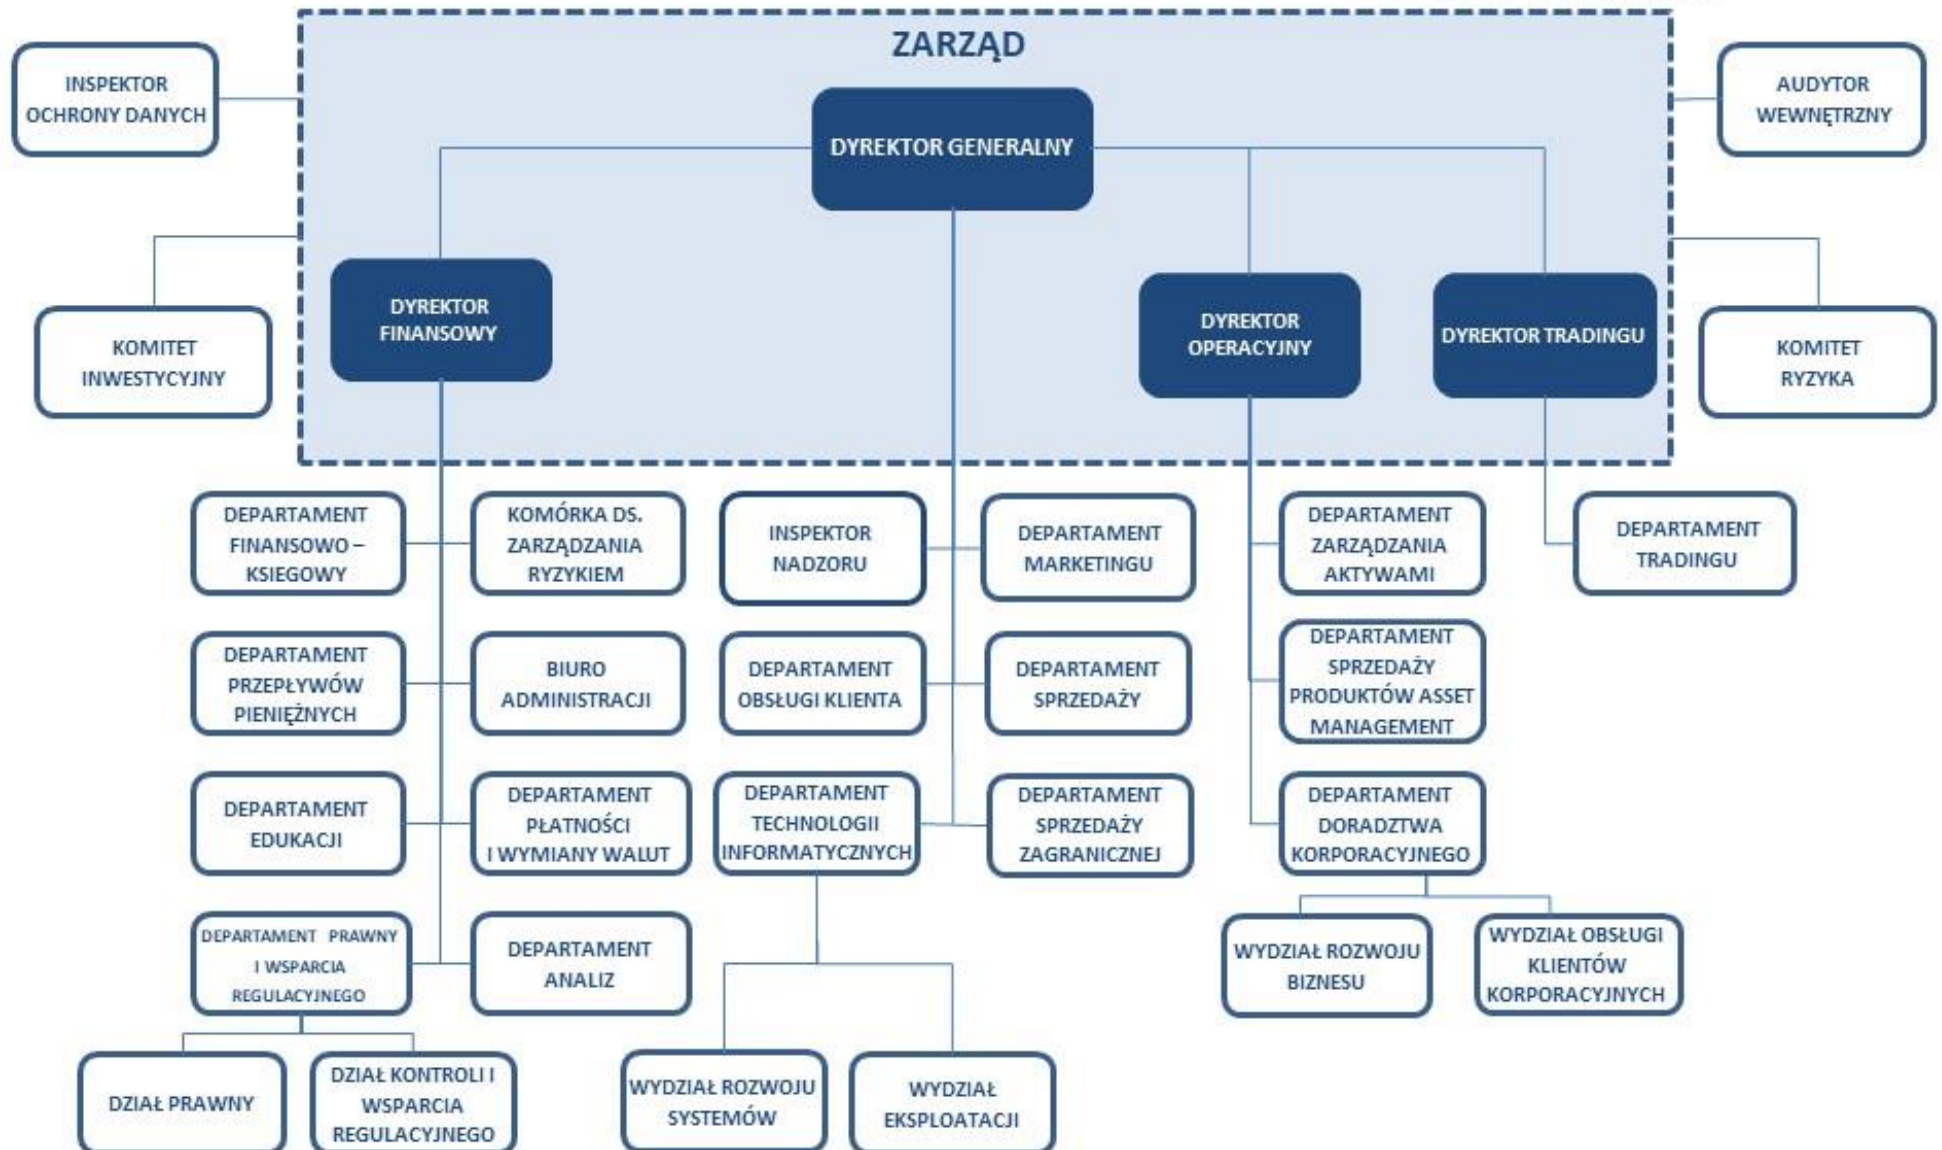 ZARZĄD
INSPEKTOR
OCHRONY DANYCH
AUDYTOR
WEWNĘTRZNY
DYREKTOR GENERALNY
KOMITET
INWESTYCYJNY
DYREKTOR
FINANSOWY
DYREKTOR
OPERACYJNY
DYREKTOR TRADINGU
KOMITET
RYZYKA
DEPARTAMENT
FINANSOWO –
KSIEGOWY
KOMÓRKA DS.
ZARZĄDZANIA
RYZYKIEM
INSPEKTOR
NADZORU
DEPARTAMENT
MARKETINGU
DEPARTAMENT
ZARZĄDZANIA
AKTYWAMI
DEPARTAMENT
TRADINGU
DEPARTAMENT
PRZEPŁYWÓW
PIENIĘŻNYCH
BIURO
ADMINISTRACJI
DEPARTAMENT
OBSŁUGI KLIENTA
DEPARTAMENT
SPRZEDAŻY
DEPARTAMENT
SPRZEDAŻY
PRODUKTÓW ASSET
MANAGEMENT
DEPARTAMENT
EDUKACJI
DEPARTAMENT
PŁATNOŚCI
I WYMIANY WALUT
DEPARTAMENT
TECHNOLOGII
INFORMATYCZNYCH
DEPARTAMENT
SPRZEDAŻY
ZAGRANICZNEJ
DEPARTAMENT
DORADZTWA
KORPORACYJNEGO
DEPARTAMENT PRAWNY
I WSPARCIA
REGULACYJNEGO
DEPARTAMENT
ANALIZ
WYDZIAŁ ROZWOJU
BIZNESU
WYDZIAŁ OBSŁUGI
KLIENTÓW
KORPORACYJNYCH
DZIAŁ PRAWNY
DZIAŁ KONTROLI I
WSPARCIA
REGULACYJNEGO
WYDZIAŁ ROZWOJU
SYSTEMÓW
WYDZIAŁ
EKSPLOATACJI